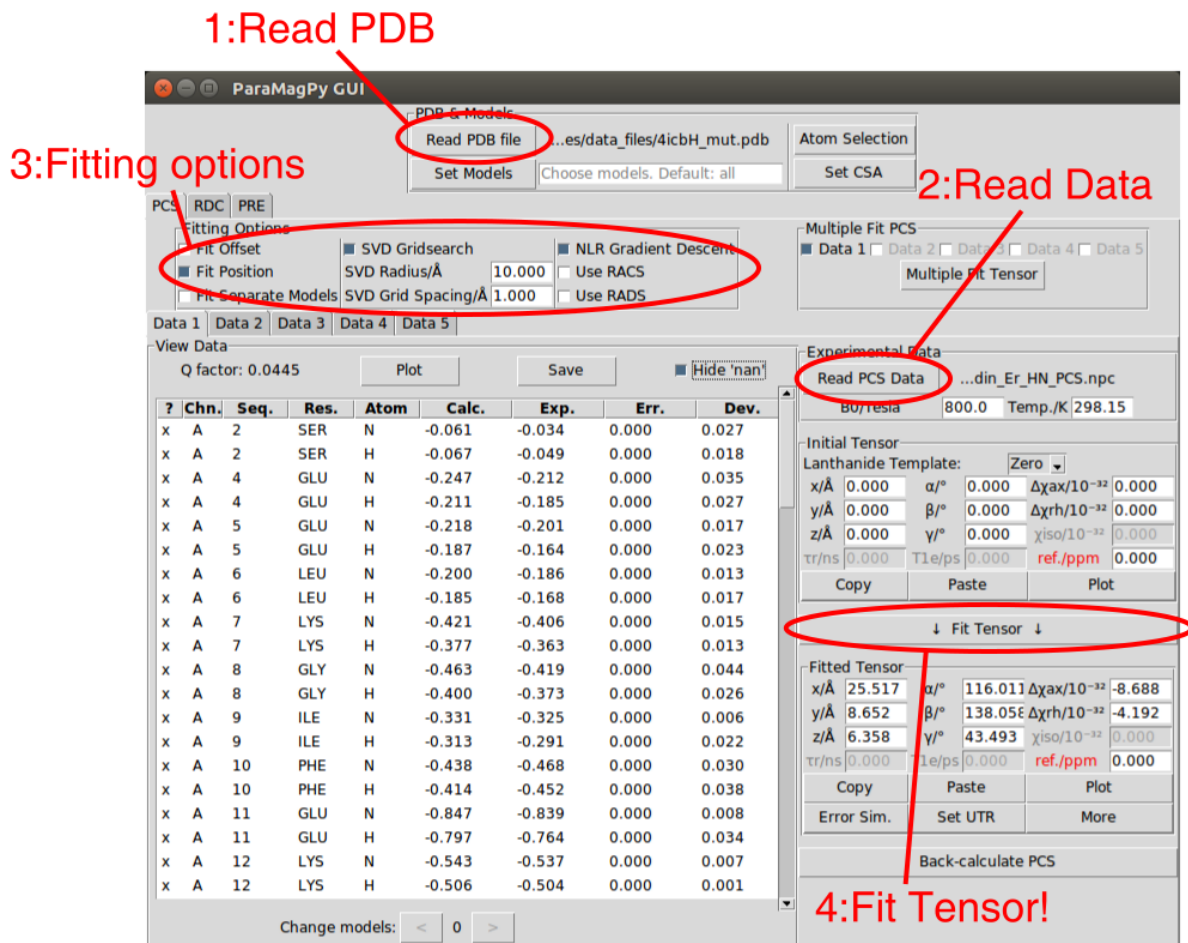 1:Read PDB
ParaMagPy GUI
PDB & Models
Read PDB file ...es/data_files/4icbH_mut.pdb Atom Selection
3:Fitting options
Set Models Choose models. Default: all Set CSA
2:Read Data
PCS RDC PRE
Fitting Options Multiple Fit PCS
Fit Offset SVD Gridsearch NLR Gradient Descent Data 1 Data 2 Data 3 Data 4 Data 5
Fit Position SVD Radius/Å 10.000 Use RACS Multiple Fit Tensor
Fit Separate Models SVD Grid Spacing/Å 1.000 Use RADS
Data 1 Data 2 Data 3 Data 4 Data 5
View Data
Q factor: 0.0445 Plot Save Hide 'nan'
? Chn. Seq. Res. Atom Calc. Exp. Err. Dev.
x A 2 SER N -0.061 -0.034 0.000 0.027
x A 2 SER H -0.067 -0.049 0.000 0.018
x A 4 GLU N -0.247 -0.212 0.000 0.035
x A 4 GLU H -0.211 -0.185 0.000 0.027
x A 5 GLU N -0.218 -0.201 0.000 0.017
x A 5 GLU H -0.187 -0.164 0.000 0.023
x A 6 LEU N -0.200 -0.186 0.000 0.013
x A 6 LEU H -0.185 -0.168 0.000 0.017
x A 7 LYS N -0.421 -0.406 0.000 0.015
x A 7 LYS H -0.377 -0.363 0.000 0.013
x A 8 GLY N -0.463 -0.419 0.000 0.044
x A 8 GLY H -0.400 -0.373 0.000 0.026
x A 9 ILE N -0.331 -0.325 0.000 0.006
x A 9 ILE H -0.313 -0.291 0.000 0.022
x A 10 PHE N -0.438 -0.468 0.000 0.030
x A 10 PHE H -0.414 -0.452 0.000 0.038
x A 11 GLU N -0.847 -0.839 0.000 0.008
x A 11 GLU H -0.797 -0.764 0.000 0.034
x A 12 LYS N -0.543 -0.537 0.000 0.007
x A 12 LYS H -0.506 -0.504 0.000 0.001
Change models: < 0 >
Experimental Data
Read PCS Data ...din_Er_HN_PCS.npc
B0/Tesla 800.0 Temp./K 298.15
Initial Tensor
Lanthanide Template: Zero
x/Å 0.000 α/° 0.000 Δχax/10⁻³² 0.000
y/Å 0.000 β/° 0.000 Δχrh/10⁻³² 0.000
z/Å 0.000 γ/° 0.000 χiso/10⁻³² 0.000
τr/ns 0.000 T1e/ps 0.000 ref./ppm 0.000
Copy Paste Plot
↓ Fit Tensor ↓
Fitted Tensor
x/Å 25.517 α/° 116.011 Δχax/10⁻³² -8.688
y/Å 8.652 β/° 138.058 Δχrh/10⁻³² -4.192
z/Å 6.358 γ/° 43.493 χiso/10⁻³² 0.000
τr/ns 0.000 T1e/ps 0.000 ref./ppm 0.000
Copy Paste Plot
Error Sim. Set UTR More
Back-calculate PCS
4:Fit Tensor!